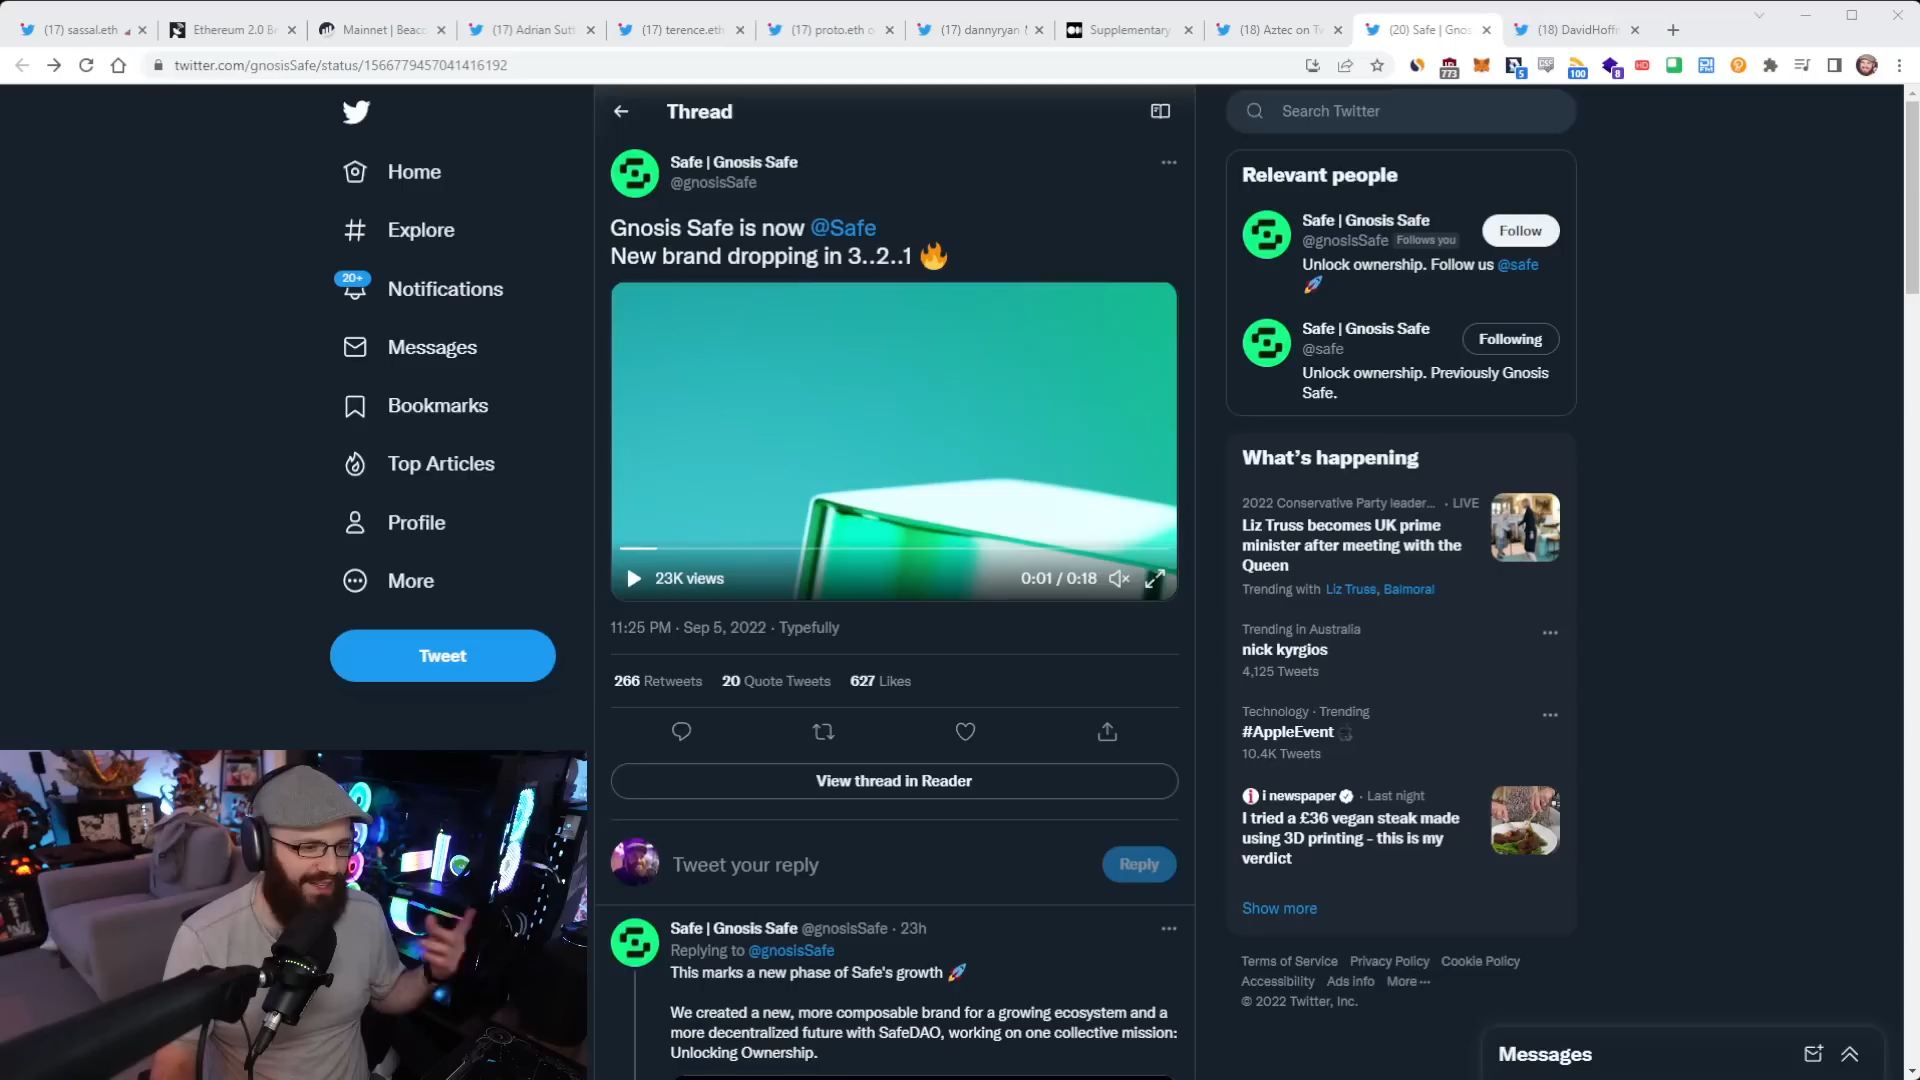 (17) sassal.eth
Ethereum 2.0 B
Mainnet | Beac
(17) Adrian Sutt
(17) terence.eth
(17) proto.eth o
(17) dannyryan
Supplementary
(18) Aztec on Tw
(20) Safe | Gnos
(18) DavidHoffm
twitter.com/gnosisSafe/status/1566779457041416192
773
5
100
8
HD
Home
Explore
20+
Notifications
Messages
Bookmarks
Top Articles
Profile
More
Tweet
Thread
Safe | Gnosis Safe
@gnosisSafe
Gnosis Safe is now @Safe
New brand dropping in 3..2..1 🔥
23K views
0:01 / 0:18
11:25 PM · Sep 5, 2022 · Typefully
266 Retweets 20 Quote Tweets 627 Likes
View thread in Reader
Tweet your reply
Reply
Safe | Gnosis Safe @gnosisSafe · 23h
Replying to @gnosisSafe
This marks a new phase of Safe's growth 🚀
We created a new, more composable brand for a growing ecosystem and a
more decentralized future with SafeDAO, working on one collective mission:
Unlocking Ownership.
Search Twitter
Relevant people
Safe | Gnosis Safe
@gnosisSafe Follows you
Follow
Unlock ownership. Follow us @safe
🚀
Safe | Gnosis Safe
@safe
Following
Unlock ownership. Previously Gnosis
Safe.
What's happening
2022 Conservative Party leader... · LIVE
Liz Truss becomes UK prime
minister after meeting with the
Queen
Trending with Liz Truss, Balmoral
Trending in Australia
nick kyrgios
4,125 Tweets
Technology · Trending
#AppleEvent
10.4K Tweets
i newspaper · Last night
I tried a £36 vegan steak made
using 3D printing - this is my
verdict
Show more
Terms of Service Privacy Policy Cookie Policy
Accessibility Ads info More ···
© 2022 Twitter, Inc.
Messages